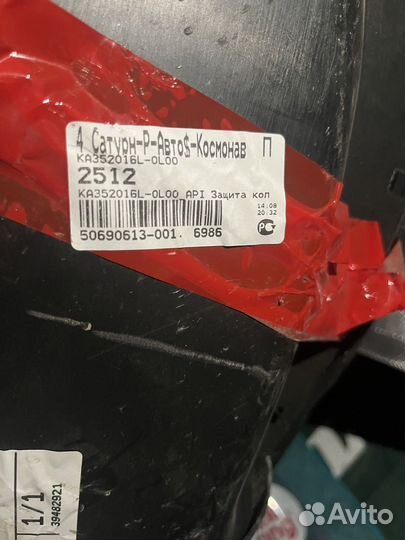 4 Сатурн-Р-Авто$-Космонав П
KA352016L-0L00
2512
KA352016L-0L00 API Защита кол
14:08
20:32
50690613-001. 6986
1/1
39482921
Avito